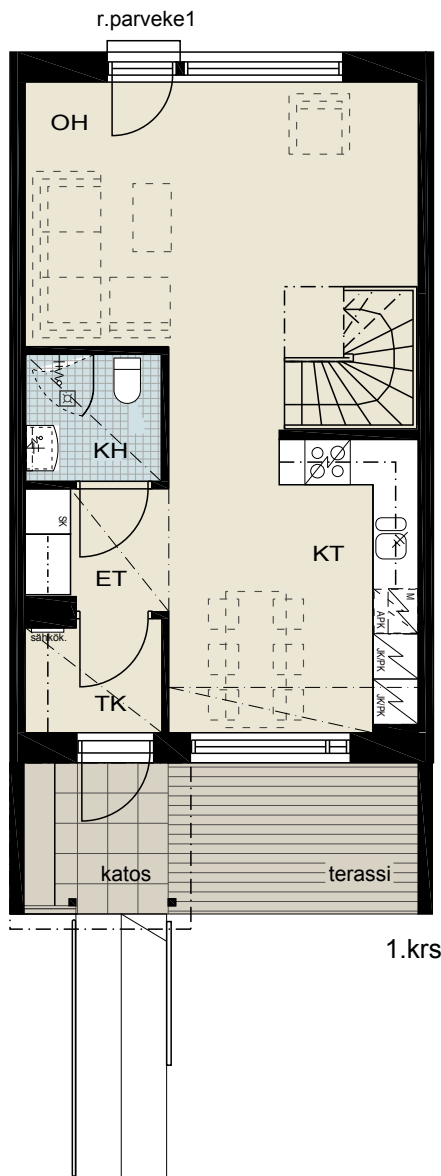 r.parveke1
OH
KH
SK
ET
KT
M
APK
JK/PK
JK/PK
sähkök.
TK
katos
terassi
1.krs